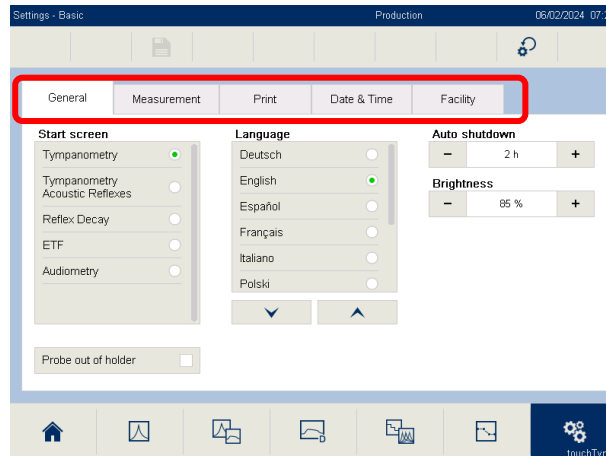 Settings - Basic Production 06/02/2024
General Measurement Print Date & Time Facility
Start screen
Tympanometry
Tympanometry
Acoustic Reflexes
Reflex Decay
ETF
Audiometry
Probe out of holder
Language
Deutsch
English
Español
Français
Italiano
Polski
Auto shutdown
− 2 h +
Brightness
− 85 % +
D